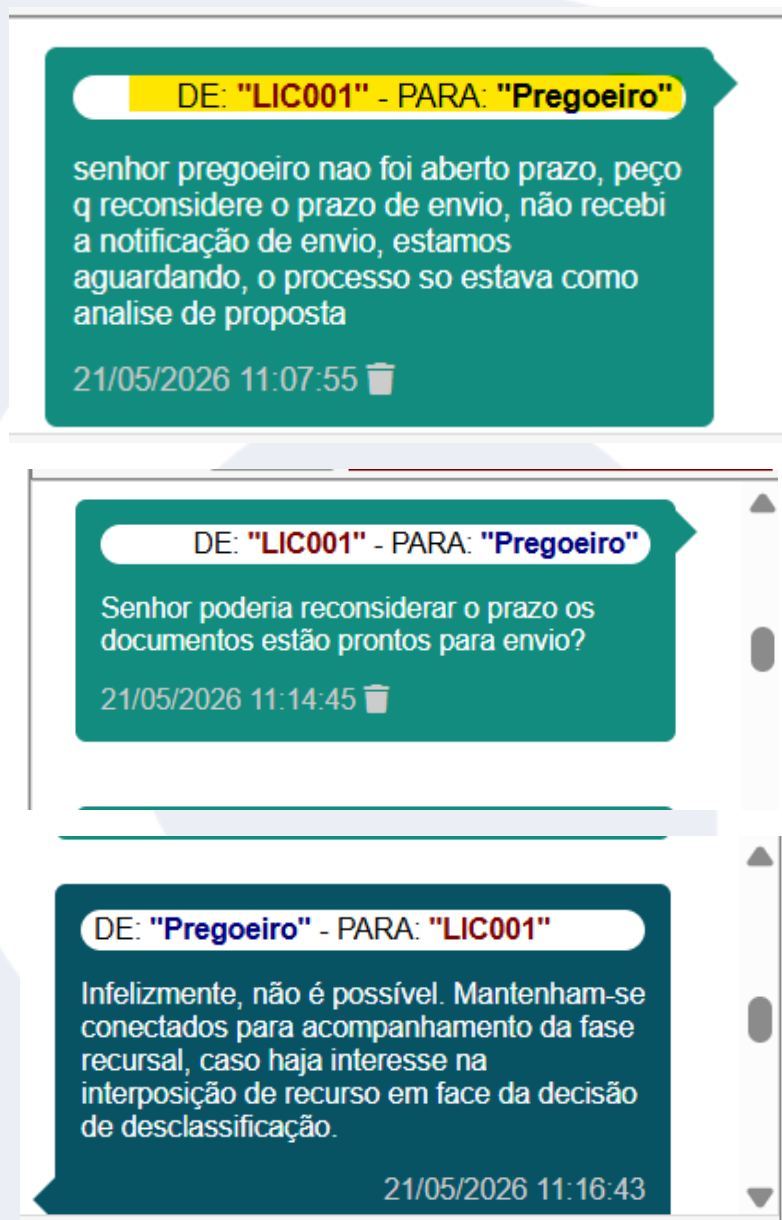 DE: "LIC001" - PARA: "Pregoeiro"
senhor pregoeiro nao foi aberto prazo, peço
q reconsidere o prazo de envio, não recebi
a notificação de envio, estamos
aguardando, o processo so estava como
analise de proposta
21/05/2026 11:07:55
DE: "LIC001" - PARA: "Pregoeiro"
Senhor poderia reconsiderar o prazo os
documentos estão prontos para envio?
21/05/2026 11:14:45
DE: "Pregoeiro" - PARA: "LIC001"
Infelizmente, não é possível. Mantenham-se
conectados para acompanhamento da fase
recursal, caso haja interesse na
interposição de recurso em face da decisão
de desclassificação.
21/05/2026 11:16:43